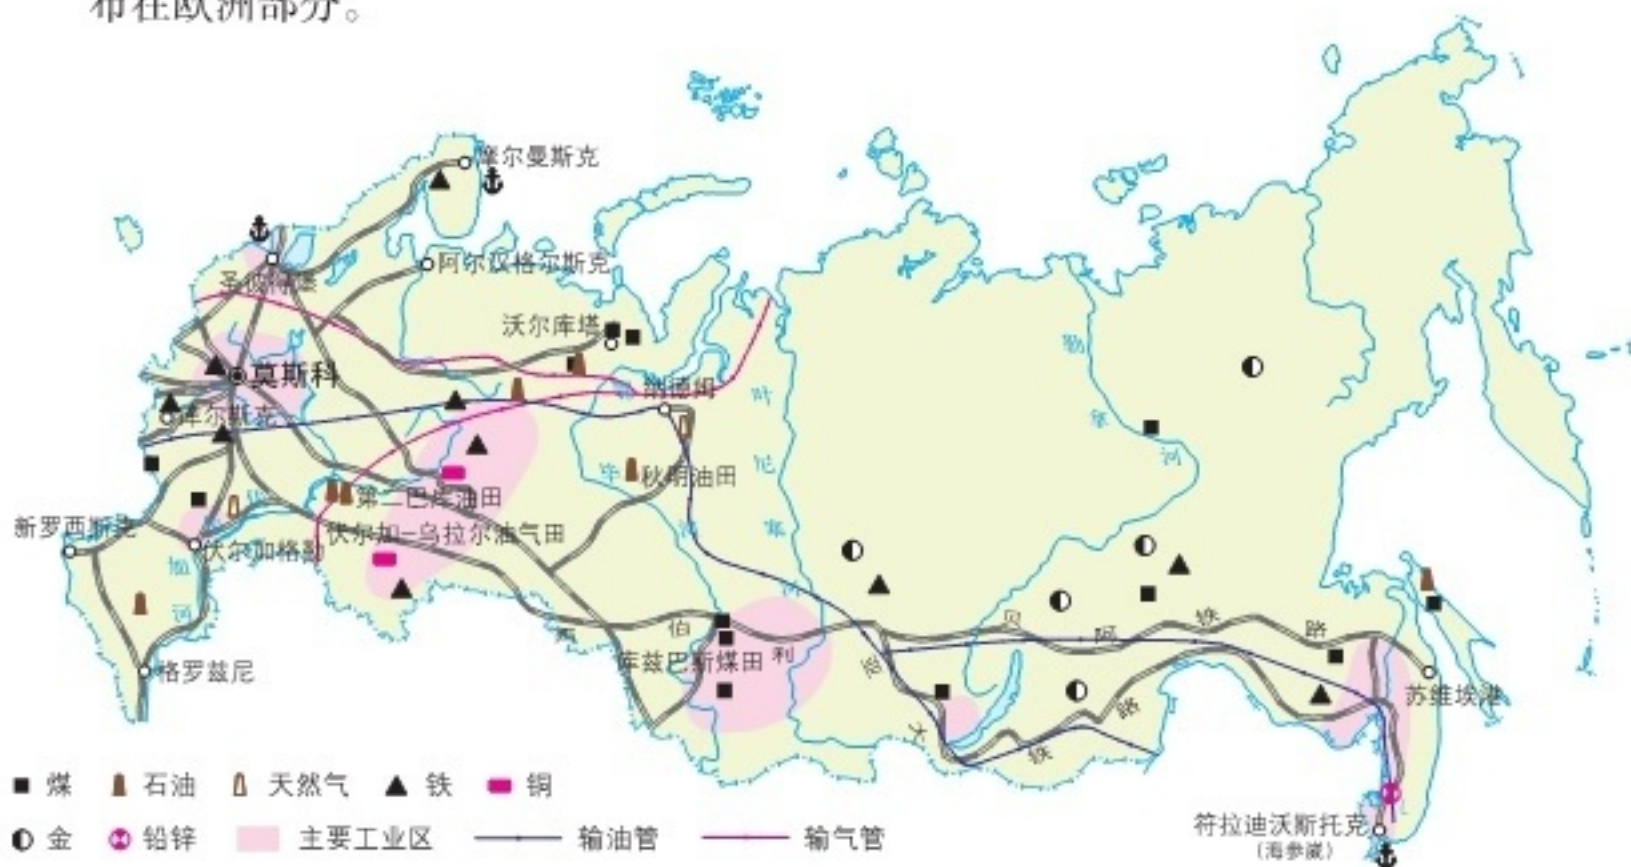 布在欧洲部分。
摩尔曼斯克
阿尔汉格尔斯克
圣彼得堡
沃尔库塔
莫斯科
纳德姆
库尔斯克
勒
拿
河
叶
尼
塞
河
毕
河
秋明油田
第二巴库油田
伏尔加-乌拉尔油气田
新罗西斯克
伏尔加格勒
格罗兹尼
西
伯
利
亚
大
铁
路
库兹巴斯煤田
贝
阿
铁
路
苏维埃港
符拉迪沃斯托克
(海参崴)
煤 石油 天然气 铁 铜
金 铅锌 主要工业区 输油管 输气管